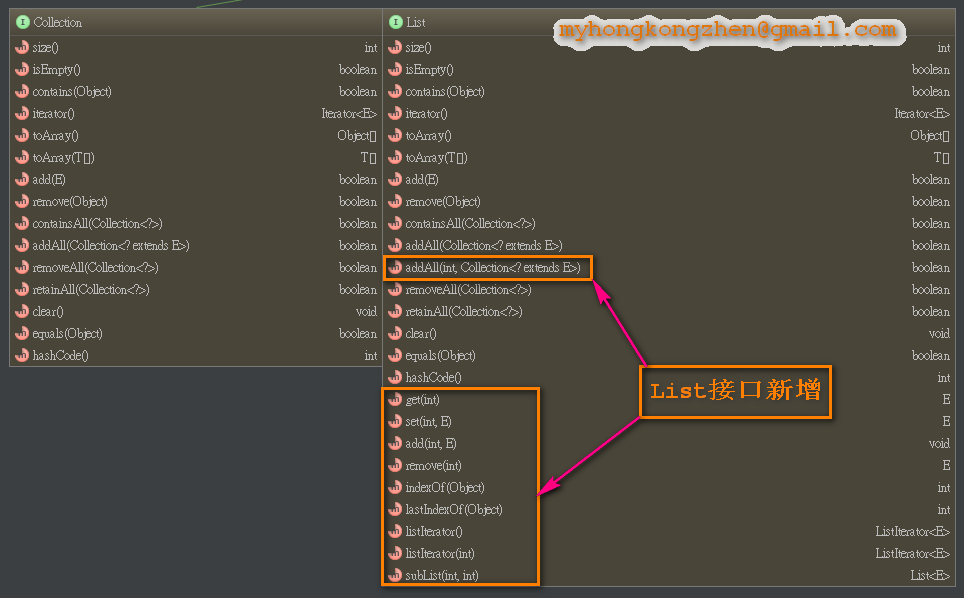 Collection
size() int
isEmpty() boolean
contains(Object) boolean
iterator() Iterator<E>
toArray() Object[]
toArray(T[]) T[]
add(E) boolean
remove(Object) boolean
containsAll(Collection<?>) boolean
addAll(Collection<? extends E>) boolean
removeAll(Collection<?>) boolean
retainAll(Collection<?>) boolean
clear() void
equals(Object) boolean
hashCode() int
List
myhongkongzhen@gmail.com
size() int
isEmpty() boolean
contains(Object) boolean
iterator() Iterator<E>
toArray() Object[]
toArray(T[]) T[]
add(E) boolean
remove(Object) boolean
containsAll(Collection<?>) boolean
addAll(Collection<? extends E>) boolean
addAll(int, Collection<? extends E>) boolean
removeAll(Collection<?>) boolean
retainAll(Collection<?>) boolean
clear() void
equals(Object) boolean
hashCode() int
get(int) E
set(int, E) E
add(int, E) void
remove(int) E
indexOf(Object) int
lastIndexOf(Object) int
listIterator() ListIterator<E>
listIterator(int) ListIterator<E>
subList(int, int) List<E>
List接口新增